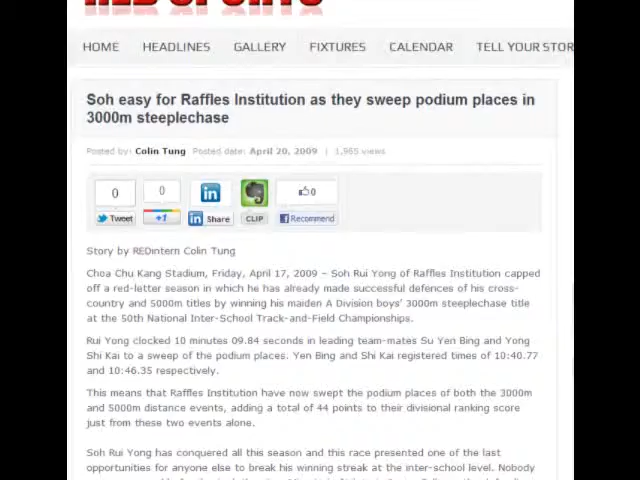 RED SPORTS
HOME HEADLINES GALLERY FIXTURES CALENDAR TELL YOUR STOR
Soh easy for Raffles Institution as they sweep podium places in
3000m steeplechase
Posted by: Colin Tung Posted date: April 20, 2009 | 1,965 views
0 0 in 0
Tweet +1 in Share CLIP Recommend
Story by REDintern Colin Tung
Choa Chu Kang Stadium, Friday, April 17, 2009 – Soh Rui Yong of Raffles Institution capped
off a red-letter season in which he has already made successful defences of his cross-
country and 5000m titles by winning his maiden A Division boys' 3000m steeplechase title
at the 50th National Inter-School Track-and-Field Championships.
Rui Yong clocked 10 minutes 09.84 seconds in leading team-mates Su Yen Bing and Yong
Shi Kai to a sweep of the podium places. Yen Bing and Shi Kai registered times of 10:40.77
and 10:46.35 respectively.
This means that Raffles Institution have now swept the podium places of both the 3000m
and 5000m distance events, adding a total of 44 points to their divisional ranking score
just from these two events alone.
Soh Rui Yong has conquered all this season and this race presented one of the last
opportunities for anyone else to break his winning streak at the inter-school level. Nobody